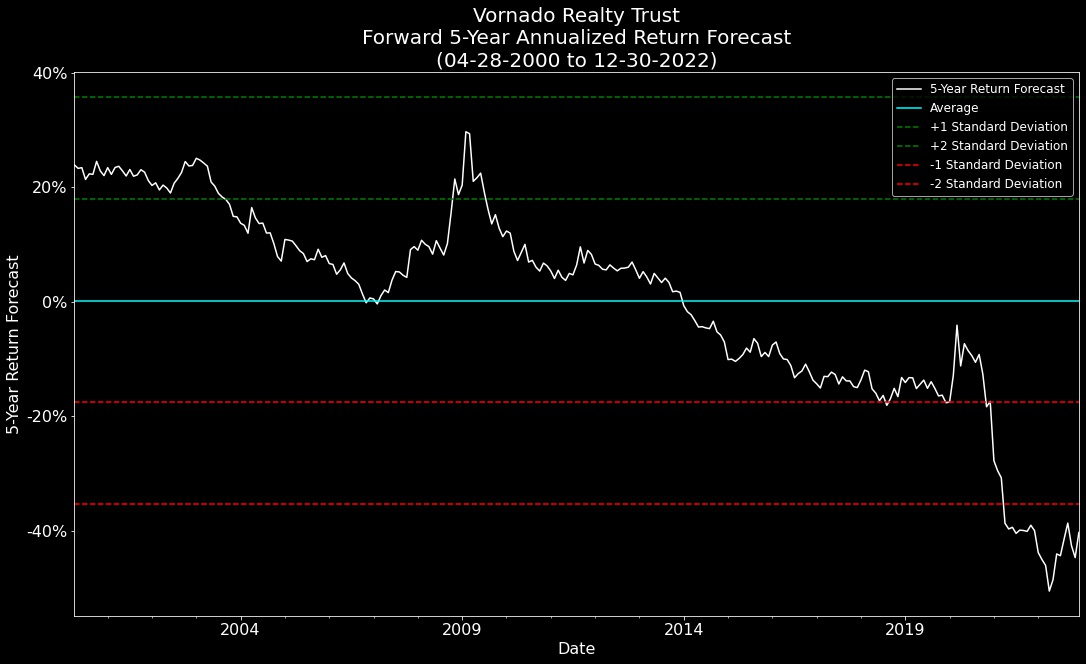 Vornado Realty Trust
Forward 5-Year Annualized Return Forecast
(04-28-2000 to 12-30-2022)
40%
20%
0%
-20%
-40%
5-Year Return Forecast
5-Year Return Forecast
Average
+1 Standard Deviation
+2 Standard Deviation
-1 Standard Deviation
-2 Standard Deviation
2004
2009
2014
2019
Date